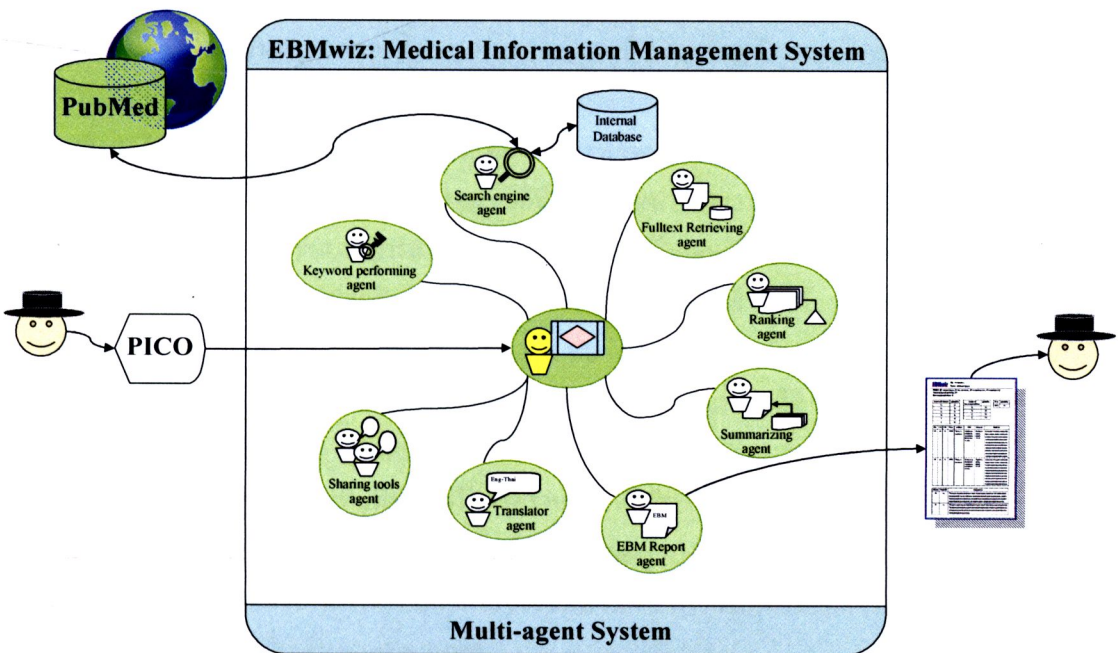 EBMwiz: Medical Information Management System
PubMed
Internal
Database
Search engine
agent
Fulltext Retrieving
agent
Keyword performing
agent
Ranking
agent
PICO
Summarizing
agent
Sharing tools
agent
Eng-Thai
Translator
agent
EBM
EBM Report
agent
Multi-agent System